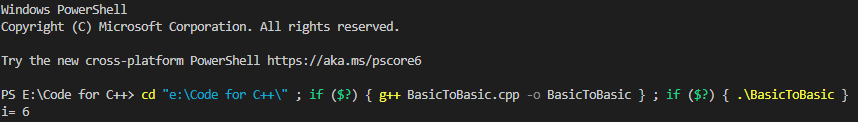 Windows PowerShell
Copyright (C) Microsoft Corporation. All rights reserved.
Try the new cross-platform PowerShell https://aka.ms/pscore6
PS E:\Code for C++> cd "e:\Code for C++\" ; if ($?) { g++ BasicToBasic.cpp -o BasicToBasic } ; if ($?) { .\BasicToBasic }
i= 6